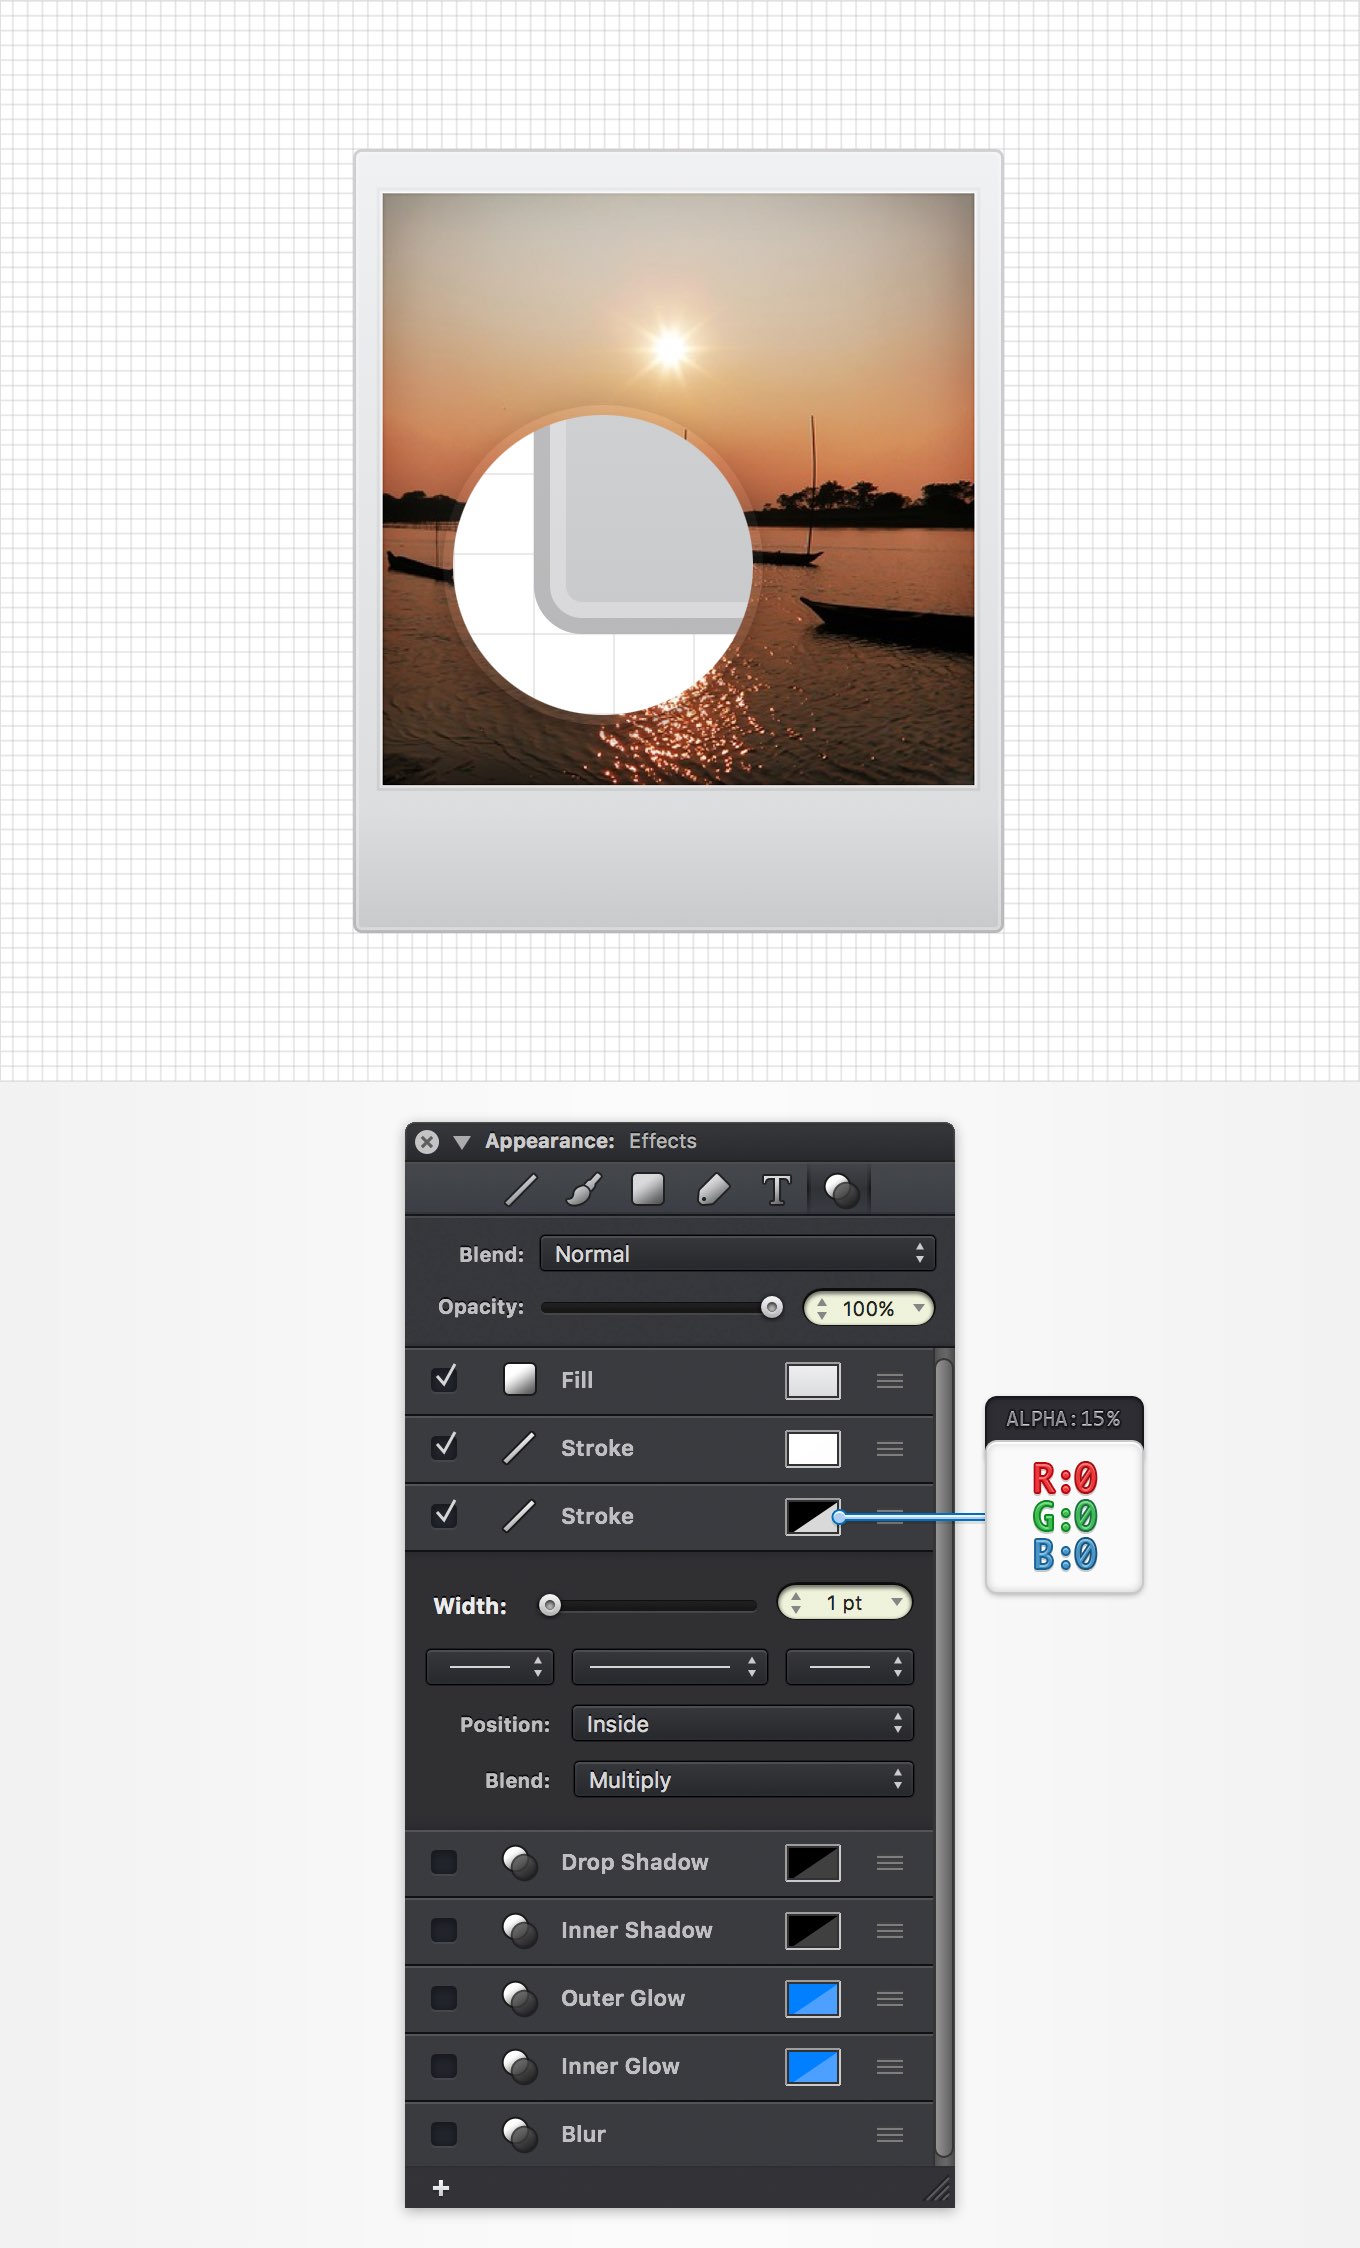 Appearance: Effects
T
Blend: Normal
Opacity: 100%
Fill
Stroke
Stroke
ALPHA:15%
R:0
G:0
B:0
Width: 1 pt
Position: Inside
Blend: Multiply
Drop Shadow
Inner Shadow
Outer Glow
Inner Glow
Blur